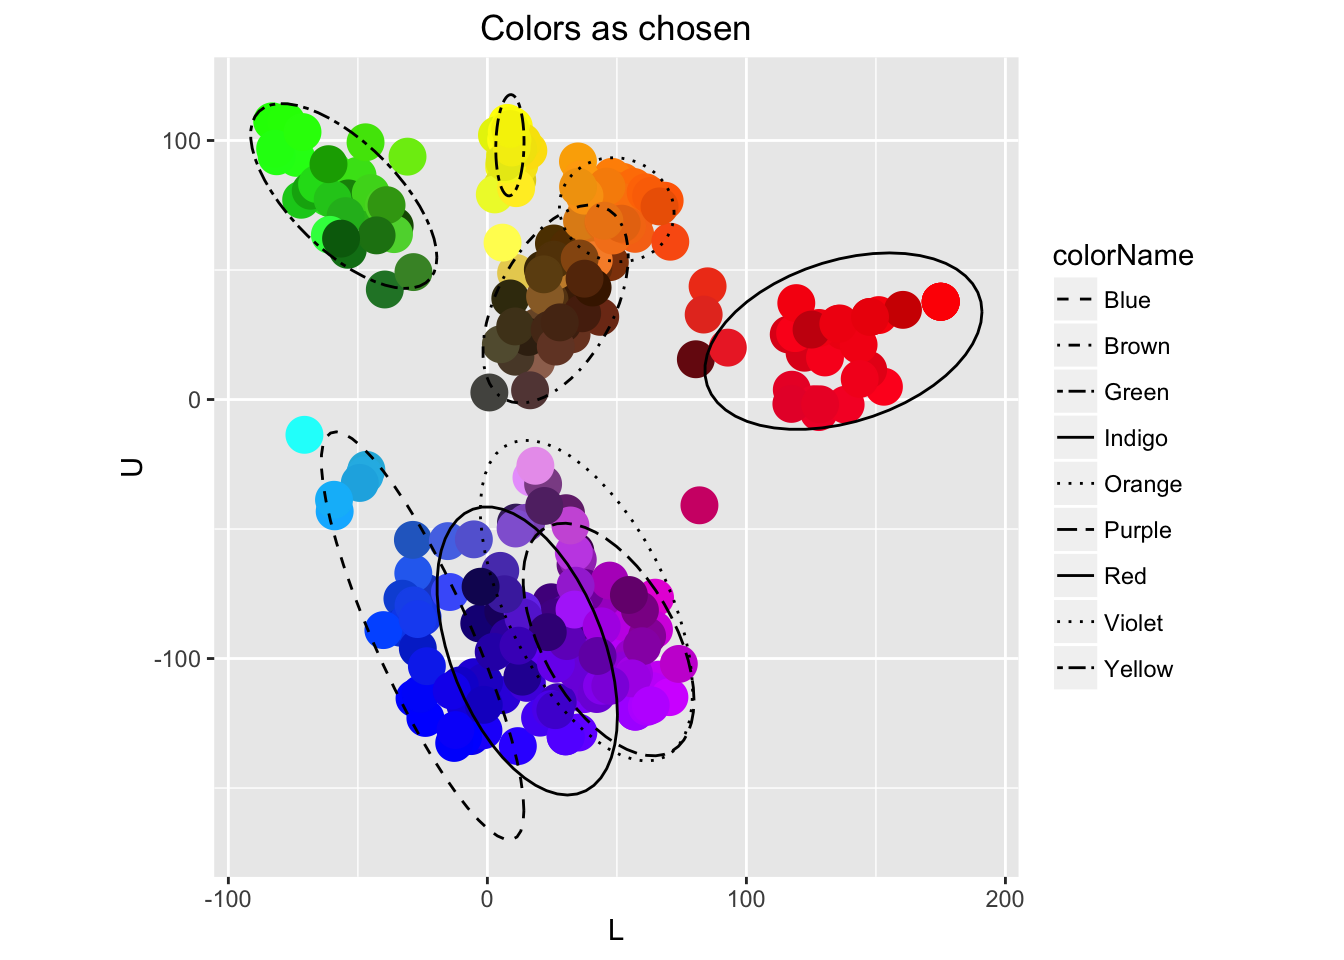 Colors as chosen
100
0
-100
U
-100
0
100
200
L
colorName
Blue
Brown
Green
Indigo
Orange
Purple
Red
Violet
Yellow